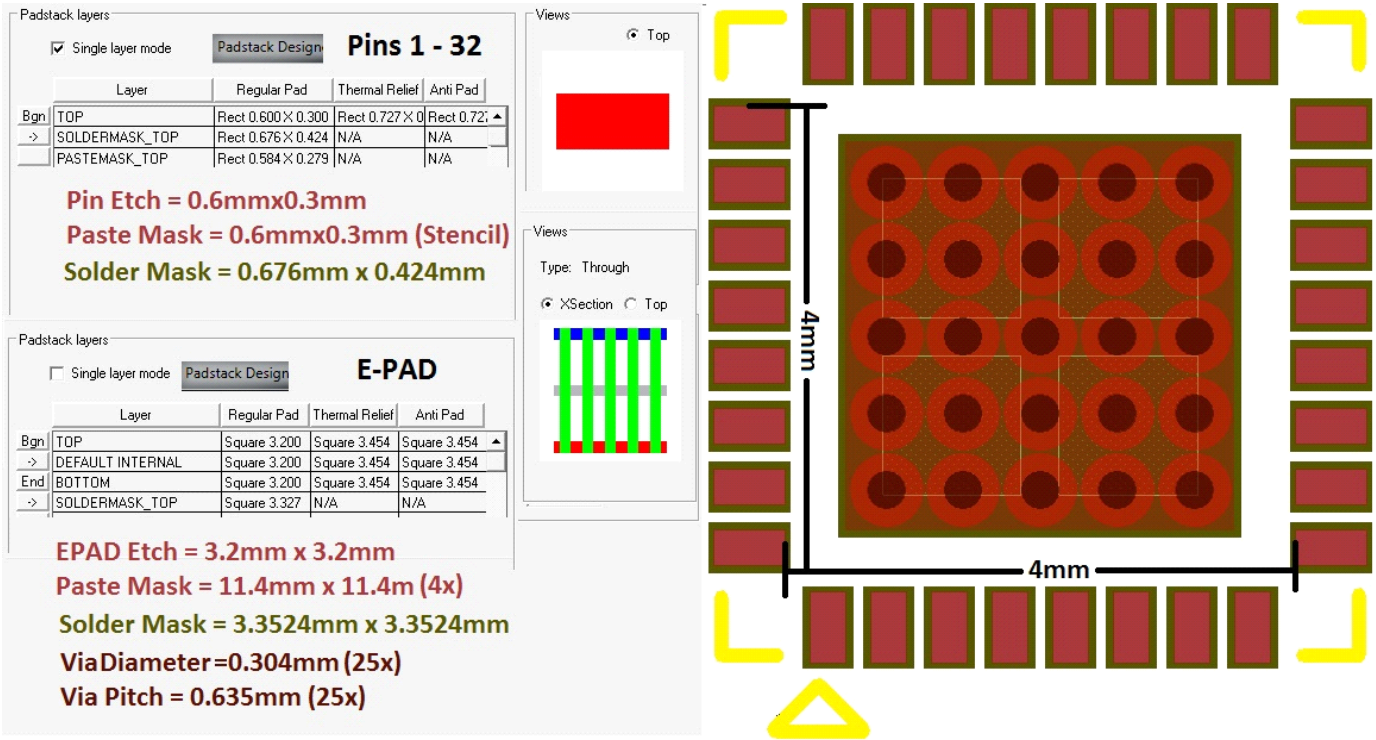 Padstack layers
Single layer mode
Padstack Design
Pins 1 - 32
Layer Regular Pad Thermal Relief Anti Pad
Bgn TOP Rect 0.600 X 0.300 Rect 0.727 X 0 Rect 0.727
-> SOLDERMASK_TOP Rect 0.676 X 0.424 N/A N/A
PASTEMASK_TOP Rect 0.584 X 0.279 N/A N/A
Pin Etch = 0.6mmx0.3mm
Paste Mask = 0.6mmx0.3mm (Stencil)
Solder Mask = 0.676mm x 0.424mm
Views
Top
Views
Type: Through
XSection Top
Padstack layers
Single layer mode
Padstack Design
E-PAD
Layer Regular Pad Thermal Relief Anti Pad
Bgn TOP Square 3.200 Square 3.454 Square 3.454
-> DEFAULT INTERNAL Square 3.200 Square 3.454 Square 3.454
End BOTTOM Square 3.200 Square 3.454 Square 3.454
-> SOLDERMASK_TOP Square 3.327 N/A N/A
EPAD Etch = 3.2mm x 3.2mm
Paste Mask = 11.4mm x 11.4m (4x)
Solder Mask = 3.3524mm x 3.3524mm
ViaDiameter=0.304mm (25x)
Via Pitch = 0.635mm (25x)
4mm
4mm